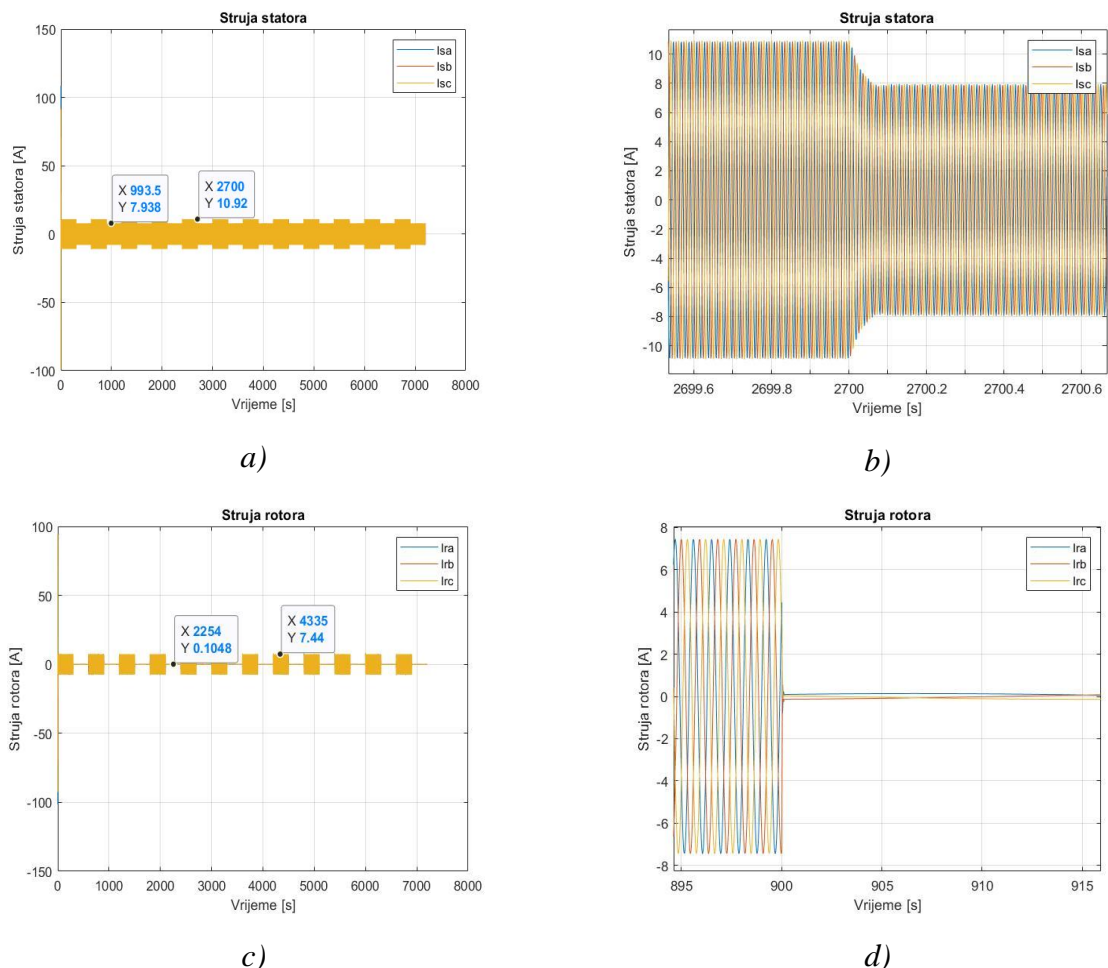 Struja statora
150
100
50
0
-50
-100
Struja statora [A]
Isa
Isb
Isc
X 993.5
Y 7.938
X 2700
Y 10.92
0 1000 2000 3000 4000 5000 6000 7000 8000
Vrijeme [s]
a)
Struja statora
10
8
6
4
2
0
-2
-4
-6
-8
-10
Struja statora [A]
Isa
Isb
Isc
2699.6 2699.8 2700 2700.2 2700.4 2700.6
Vrijeme [s]
b)
Struja rotora
100
50
0
-50
-100
-150
Struja rotora [A]
Ira
Irb
Irc
X 2254
Y 0.1048
X 4335
Y 7.44
0 1000 2000 3000 4000 5000 6000 7000 8000
Vrijeme [s]
c)
Struja rotora
8
6
4
2
0
-2
-4
-6
-8
Struja rotora [A]
Ira
Irb
Irc
895 900 905 910 915
Vrijeme [s]
d)